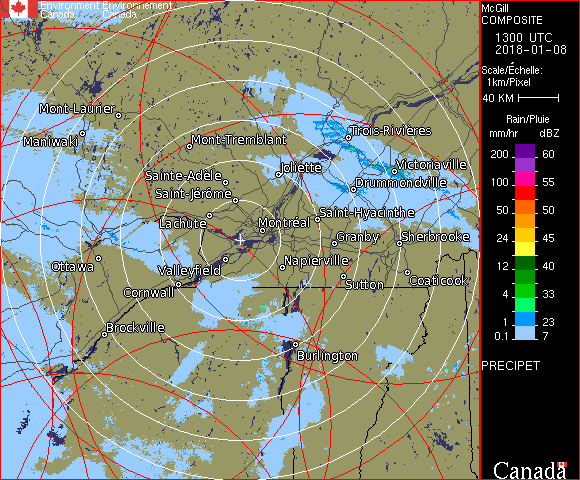 Environment Environnement
Canada Canada
McGill
COMPOSITE
1300 UTC
2018-01-08
Scale/Échelle:
1km/Pixel
40 KM
Rain/Pluie
mm/hr dBZ
200 60
100 55
50 50
24 45
12 40
4 33
1 23
0.1 7
PRECIPET
Canada
Mont-Laurier
Maniwaki
Mont-Tremblant
Trois-Rivières
Sainte-Adèle
Joliette
Victoriaville
Saint-Jérôme
Drummondville
Lachute
Saint-Hyacinthe
Montréal
Granby
Sherbrooke
Ottawa
Valleyfield
Napierville
Cornwall
Sutton
Coaticook
Brockville
Burlington